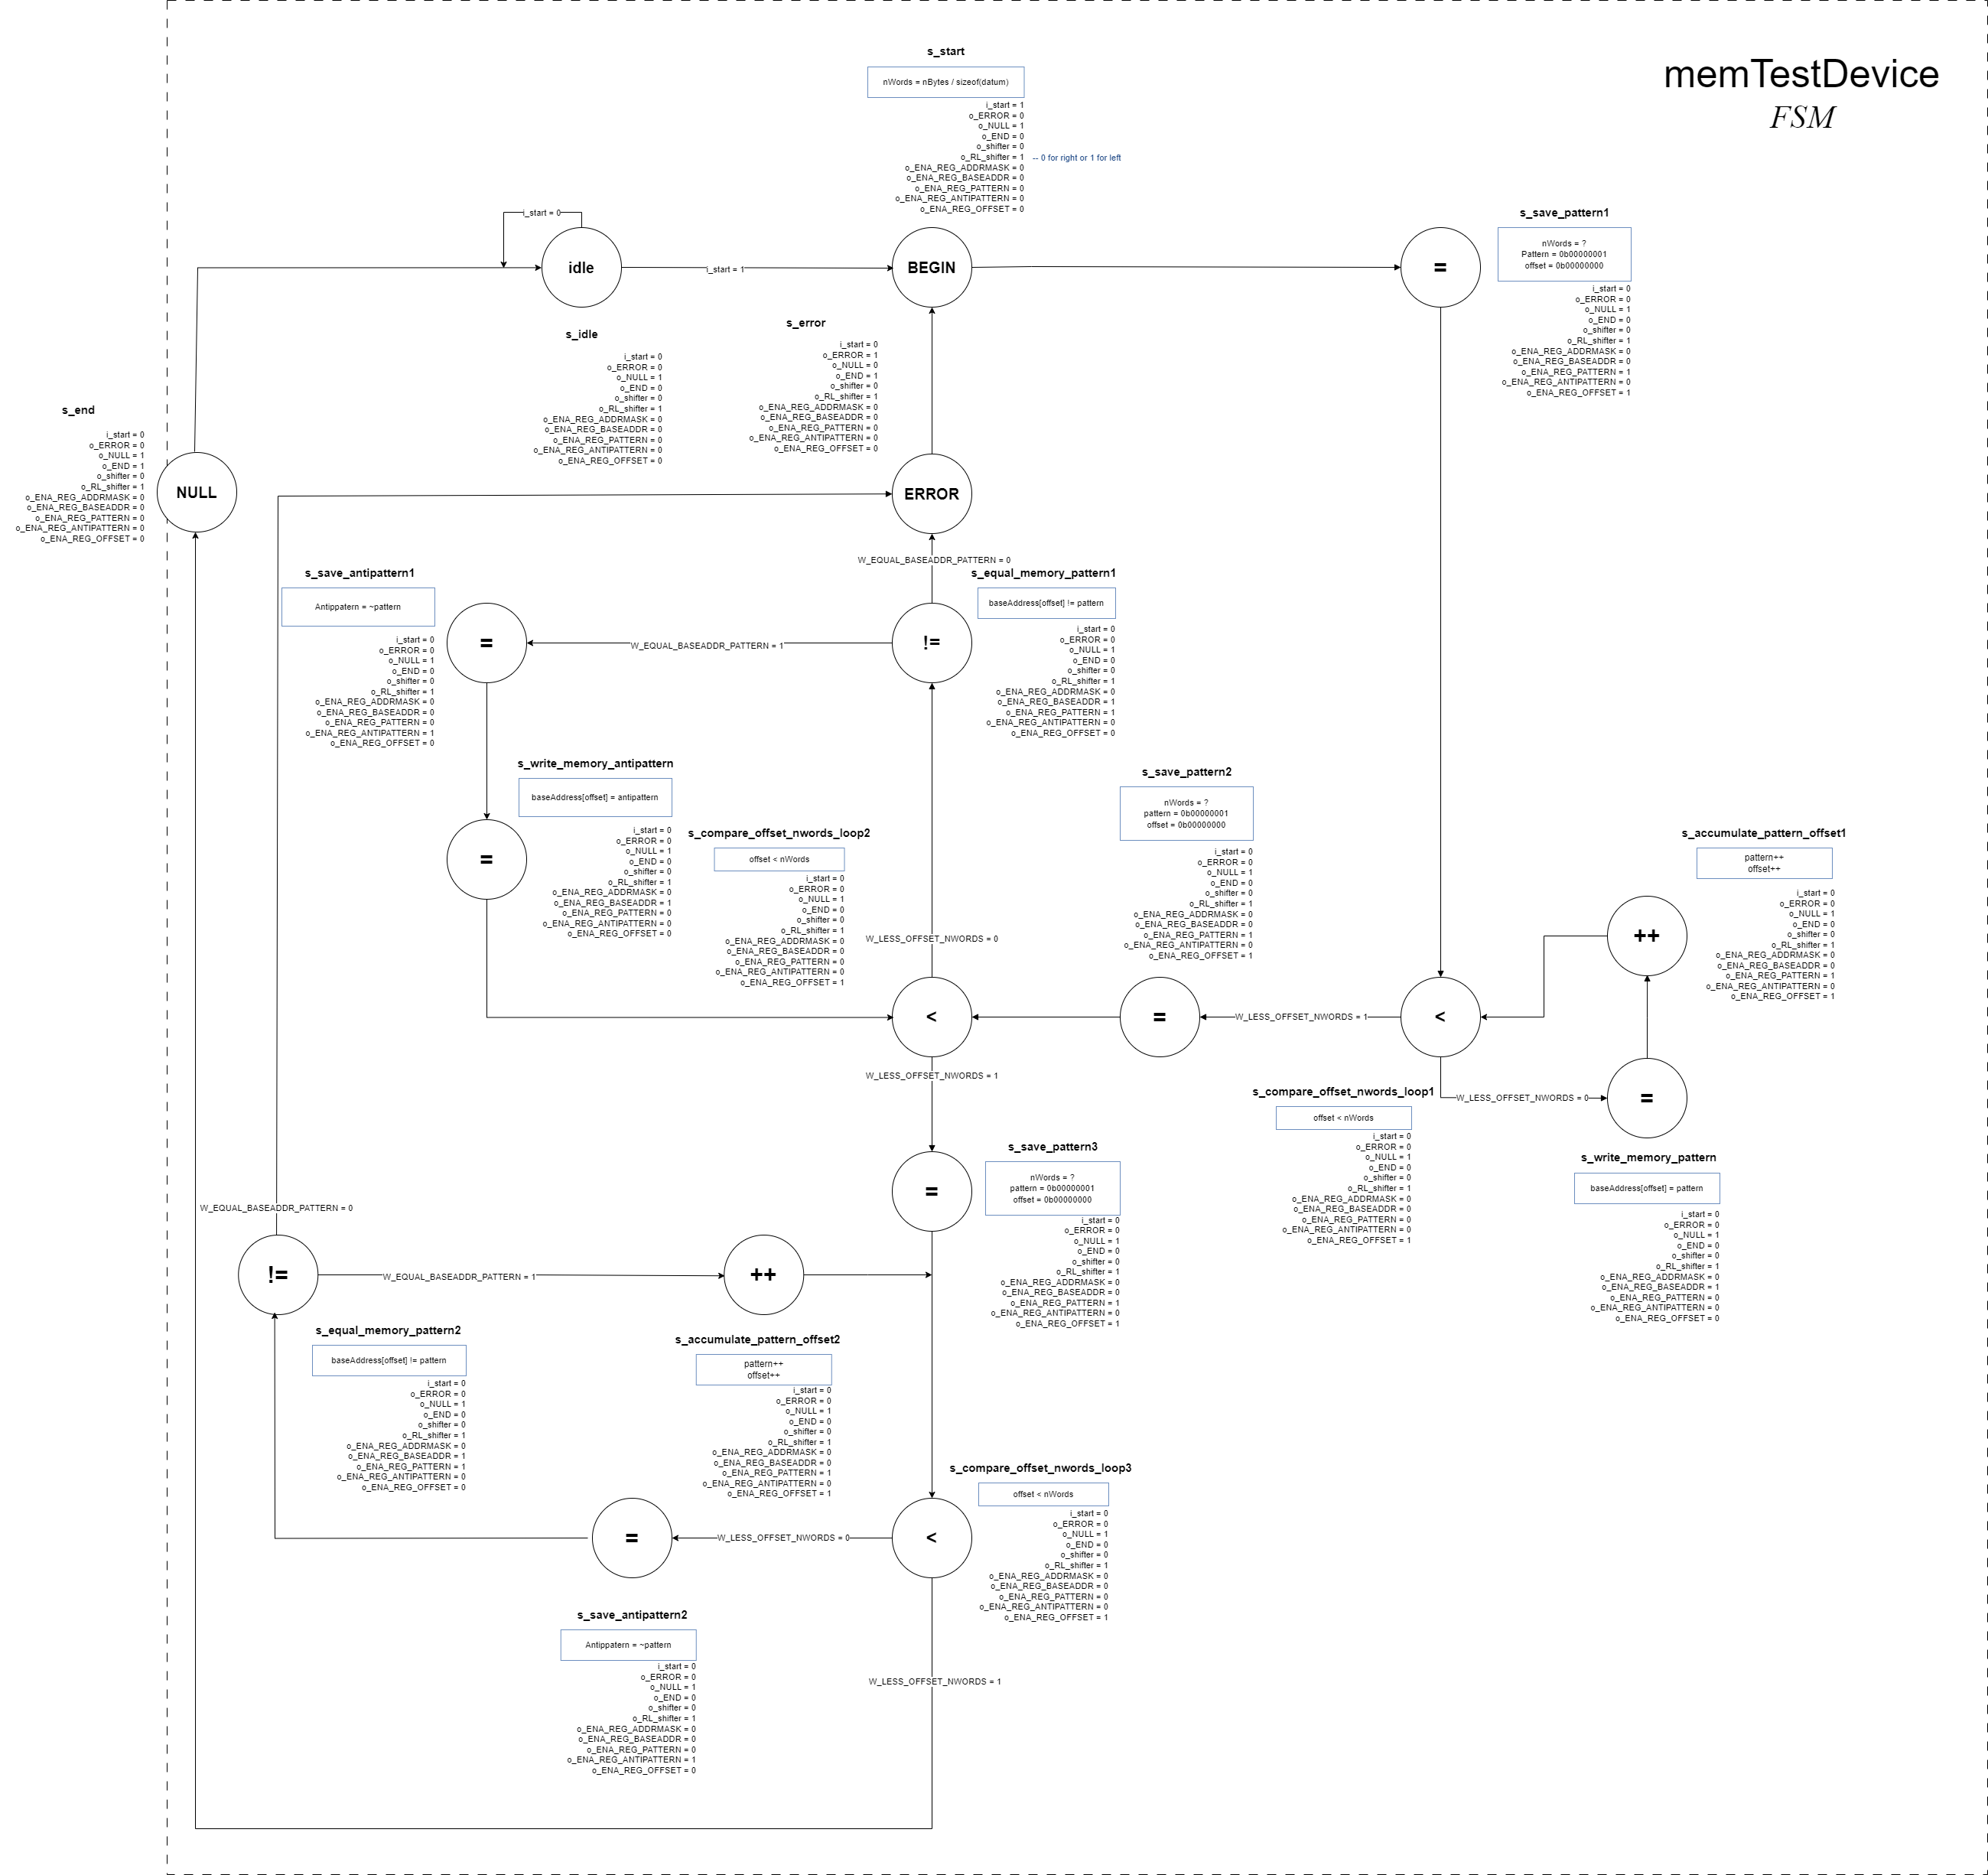 memTestDevice
FSM
s_start
nWords = nBytes / sizeof(datum)
i_start = 1
o_ERROR = 0
o_NULL = 1
o_END = 0
o_shifter = 0
o_RL_shifter = 1 -- 0 for right or 1 for left
o_ENA_REG_ADDRMASK = 0
o_ENA_REG_BASEADDR = 0
o_ENA_REG_PATTERN = 0
o_ENA_REG_ANTIPATTERN = 0
o_ENA_REG_OFFSET = 0
i_start = 0
idle
i_start = 1
BEGIN
=
s_save_pattern1
nWords = ?
Pattern = 0b00000001
offset = 0b00000000
i_start = 0
o_ERROR = 0
o_NULL = 1
o_END = 0
o_shifter = 0
o_RL_shifter = 1
o_ENA_REG_ADDRMASK = 0
o_ENA_REG_BASEADDR = 0
o_ENA_REG_PATTERN = 1
o_ENA_REG_ANTIPATTERN = 0
o_ENA_REG_OFFSET = 1
s_idle
i_start = 0
o_ERROR = 0
o_NULL = 1
o_END = 0
o_shifter = 0
o_RL_shifter = 1
o_ENA_REG_ADDRMASK = 0
o_ENA_REG_BASEADDR = 0
o_ENA_REG_PATTERN = 0
o_ENA_REG_ANTIPATTERN = 0
o_ENA_REG_OFFSET = 0
s_error
i_start = 0
o_ERROR = 1
o_NULL = 0
o_END = 1
o_shifter = 0
o_RL_shifter = 1
o_ENA_REG_ADDRMASK = 0
o_ENA_REG_BASEADDR = 0
o_ENA_REG_PATTERN = 0
o_ENA_REG_ANTIPATTERN = 0
o_ENA_REG_OFFSET = 0
s_end
i_start = 0
o_ERROR = 0
o_NULL = 1
o_END = 1
o_shifter = 0
o_RL_shifter = 1
o_ENA_REG_ADDRMASK = 0
o_ENA_REG_BASEADDR = 0
o_ENA_REG_PATTERN = 0
o_ENA_REG_ANTIPATTERN = 0
o_ENA_REG_OFFSET = 0
NULL
ERROR
W_EQUAL_BASEADDR_PATTERN = 0
s_save_antipattern1
Antippatern = ~pattern
i_start = 0
o_ERROR = 0
o_NULL = 1
o_END = 0
o_shifter = 0
o_RL_shifter = 1
o_ENA_REG_ADDRMASK = 0
o_ENA_REG_BASEADDR = 0
o_ENA_REG_PATTERN = 0
o_ENA_REG_ANTIPATTERN = 1
o_ENA_REG_OFFSET = 0
=
W_EQUAL_BASEADDR_PATTERN = 1
!=
s_equal_memory_pattern1
baseAddress[offset] != pattern
i_start = 0
o_ERROR = 0
o_NULL = 1
o_END = 0
o_shifter = 0
o_RL_shifter = 1
o_ENA_REG_ADDRMASK = 0
o_ENA_REG_BASEADDR = 1
o_ENA_REG_PATTERN = 1
o_ENA_REG_ANTIPATTERN = 0
o_ENA_REG_OFFSET = 0
s_write_memory_antipattern
baseAddress[offset] = antipattern
i_start = 0
o_ERROR = 0
o_NULL = 1
o_END = 0
o_shifter = 0
o_RL_shifter = 1
o_ENA_REG_ADDRMASK = 0
o_ENA_REG_BASEADDR = 1
o_ENA_REG_PATTERN = 0
o_ENA_REG_ANTIPATTERN = 0
o_ENA_REG_OFFSET = 0
=
s_compare_offset_nwords_loop2
offset < nWords
i_start = 0
o_ERROR = 0
o_NULL = 1
o_END = 0
o_shifter = 0
o_RL_shifter = 1
o_ENA_REG_ADDRMASK = 0
o_ENA_REG_BASEADDR = 0
o_ENA_REG_PATTERN = 0
o_ENA_REG_ANTIPATTERN = 0
o_ENA_REG_OFFSET = 1
W_LESS_OFFSET_NWORDS = 0
s_save_pattern2
nWords = ?
pattern = 0b00000001
offset = 0b00000000
i_start = 0
o_ERROR = 0
o_NULL = 1
o_END = 0
o_shifter = 0
o_RL_shifter = 1
o_ENA_REG_ADDRMASK = 0
o_ENA_REG_BASEADDR = 0
o_ENA_REG_PATTERN = 1
o_ENA_REG_ANTIPATTERN = 0
o_ENA_REG_OFFSET = 1
s_accumulate_pattern_offset1
pattern++
offset++
i_start = 0
o_ERROR = 0
o_NULL = 1
o_END = 0
o_shifter = 0
o_RL_shifter = 1
o_ENA_REG_ADDRMASK = 0
o_ENA_REG_BASEADDR = 0
o_ENA_REG_PATTERN = 1
o_ENA_REG_ANTIPATTERN = 0
o_ENA_REG_OFFSET = 1
++
<
=
W_LESS_OFFSET_NWORDS = 1
<
W_LESS_OFFSET_NWORDS = 1
s_compare_offset_nwords_loop1
offset < nWords
i_start = 0
o_ERROR = 0
o_NULL = 1
o_END = 0
o_shifter = 0
o_RL_shifter = 1
o_ENA_REG_ADDRMASK = 0
o_ENA_REG_BASEADDR = 0
o_ENA_REG_PATTERN = 0
o_ENA_REG_ANTIPATTERN = 0
o_ENA_REG_OFFSET = 1
W_LESS_OFFSET_NWORDS = 0
=
s_write_memory_pattern
baseAddress[offset] = pattern
i_start = 0
o_ERROR = 0
o_NULL = 1
o_END = 0
o_shifter = 0
o_RL_shifter = 1
o_ENA_REG_ADDRMASK = 0
o_ENA_REG_BASEADDR = 1
o_ENA_REG_PATTERN = 0
o_ENA_REG_ANTIPATTERN = 0
o_ENA_REG_OFFSET = 0
=
s_save_pattern3
nWords = ?
pattern = 0b00000001
offset = 0b00000000
i_start = 0
o_ERROR = 0
o_NULL = 1
o_END = 0
o_shifter = 0
o_RL_shifter = 1
o_ENA_REG_ADDRMASK = 0
o_ENA_REG_BASEADDR = 0
o_ENA_REG_PATTERN = 1
o_ENA_REG_ANTIPATTERN = 0
o_ENA_REG_OFFSET = 1
W_EQUAL_BASEADDR_PATTERN = 0
!=
W_EQUAL_BASEADDR_PATTERN = 1
++
s_equal_memory_pattern2
baseAddress[offset] != pattern
i_start = 0
o_ERROR = 0
o_NULL = 1
o_END = 0
o_shifter = 0
o_RL_shifter = 1
o_ENA_REG_ADDRMASK = 0
o_ENA_REG_BASEADDR = 1
o_ENA_REG_PATTERN = 1
o_ENA_REG_ANTIPATTERN = 0
o_ENA_REG_OFFSET = 0
s_accumulate_pattern_offset2
pattern++
offset++
i_start = 0
o_ERROR = 0
o_NULL = 1
o_END = 0
o_shifter = 0
o_RL_shifter = 1
o_ENA_REG_ADDRMASK = 0
o_ENA_REG_BASEADDR = 0
o_ENA_REG_PATTERN = 1
o_ENA_REG_ANTIPATTERN = 0
o_ENA_REG_OFFSET = 1
s_compare_offset_nwords_loop3
offset < nWords
i_start = 0
o_ERROR = 0
o_NULL = 1
o_END = 0
o_shifter = 0
o_RL_shifter = 1
o_ENA_REG_ADDRMASK = 0
o_ENA_REG_BASEADDR = 0
o_ENA_REG_PATTERN = 0
o_ENA_REG_ANTIPATTERN = 0
o_ENA_REG_OFFSET = 1
=
W_LESS_OFFSET_NWORDS = 0
<
s_save_antipattern2
Antippatern = ~pattern
i_start = 0
o_ERROR = 0
o_NULL = 1
o_END = 0
o_shifter = 0
o_RL_shifter = 1
o_ENA_REG_ADDRMASK = 0
o_ENA_REG_BASEADDR = 0
o_ENA_REG_PATTERN = 0
o_ENA_REG_ANTIPATTERN = 1
o_ENA_REG_OFFSET = 0
W_LESS_OFFSET_NWORDS = 1